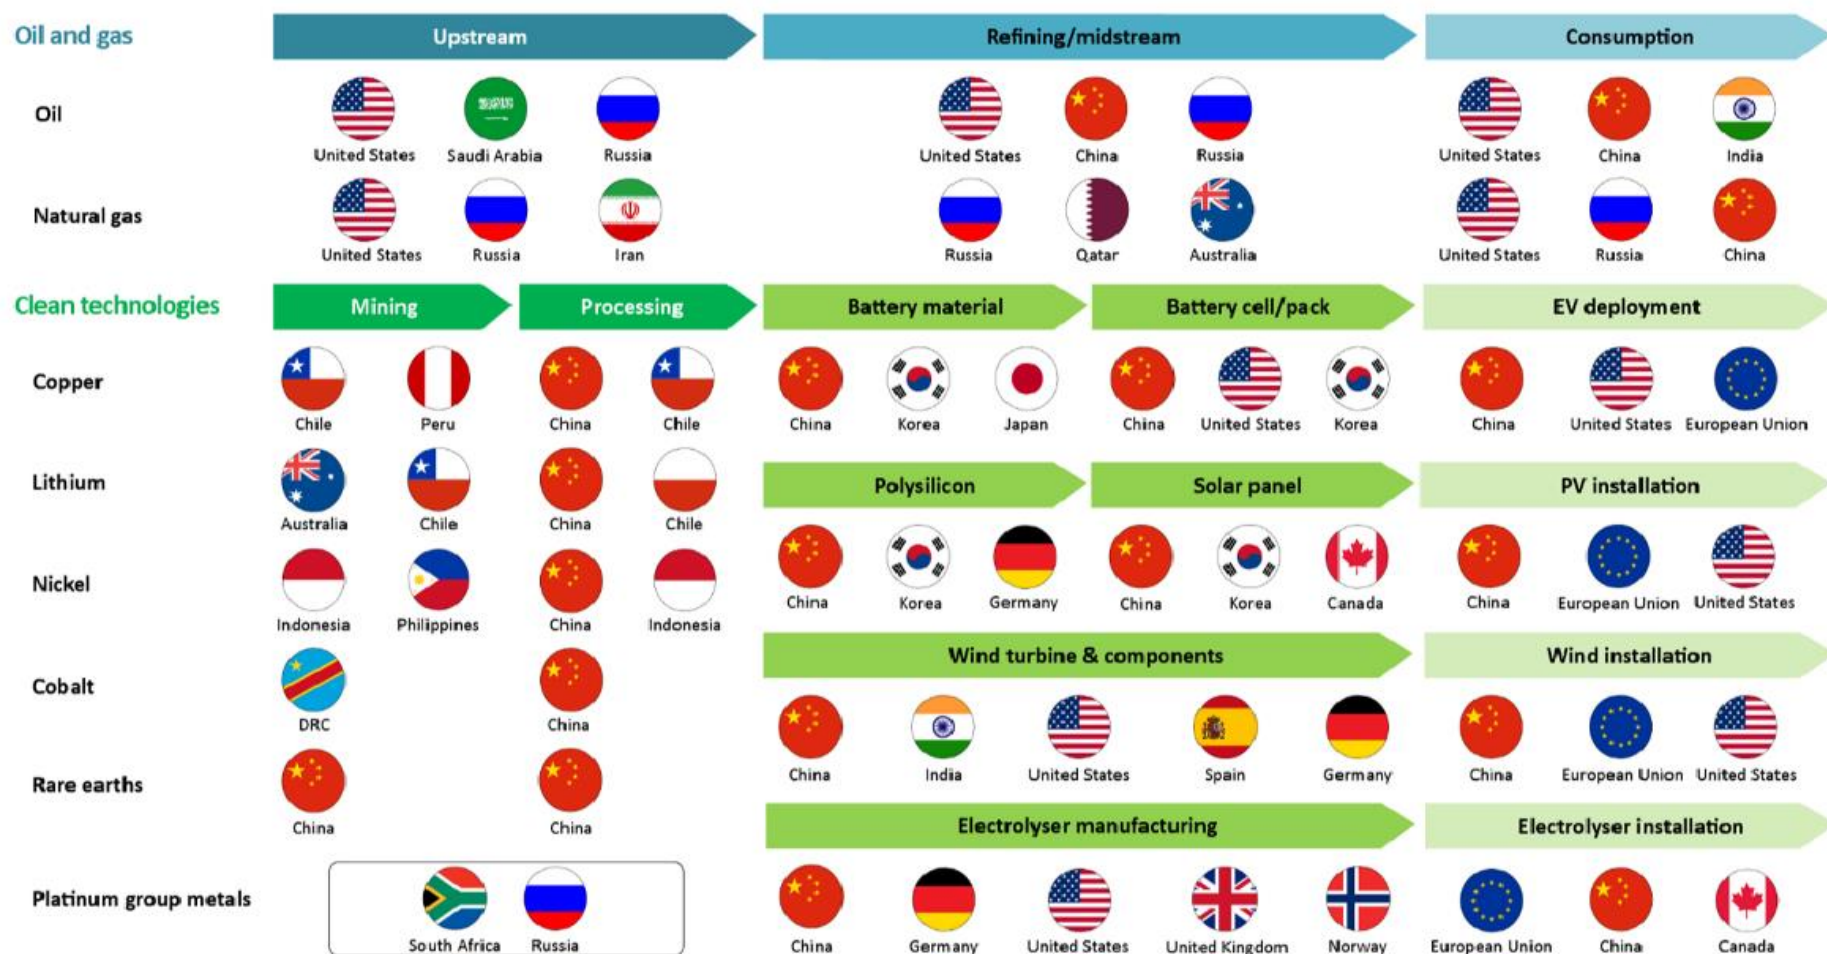 Oil and gas Upstream Refining/midstream Consumption
Oil
United States Saudi Arabia Russia United States China Russia United States China India
Natural gas
United States Russia Iran Russia Qatar Australia United States Russia China
Clean technologies Mining Processing Battery material Battery cell/pack EV deployment
Copper
Chile Peru China Chile China Korea Japan China United States Korea China United States European Union
Lithium Polysilicon Solar panel PV installation
Australia Chile China Chile
Nickel
China Korea Germany China Korea Canada China European Union United States
Indonesia Philippines China Indonesia
Wind turbine & components Wind installation
Cobalt
DRC China
Rare earths
China India United States Spain Germany China European Union United States
China China
Electrolyser manufacturing Electrolyser installation
Platinum group metals
South Africa Russia China Germany United States United Kingdom Norway European Union China Canada